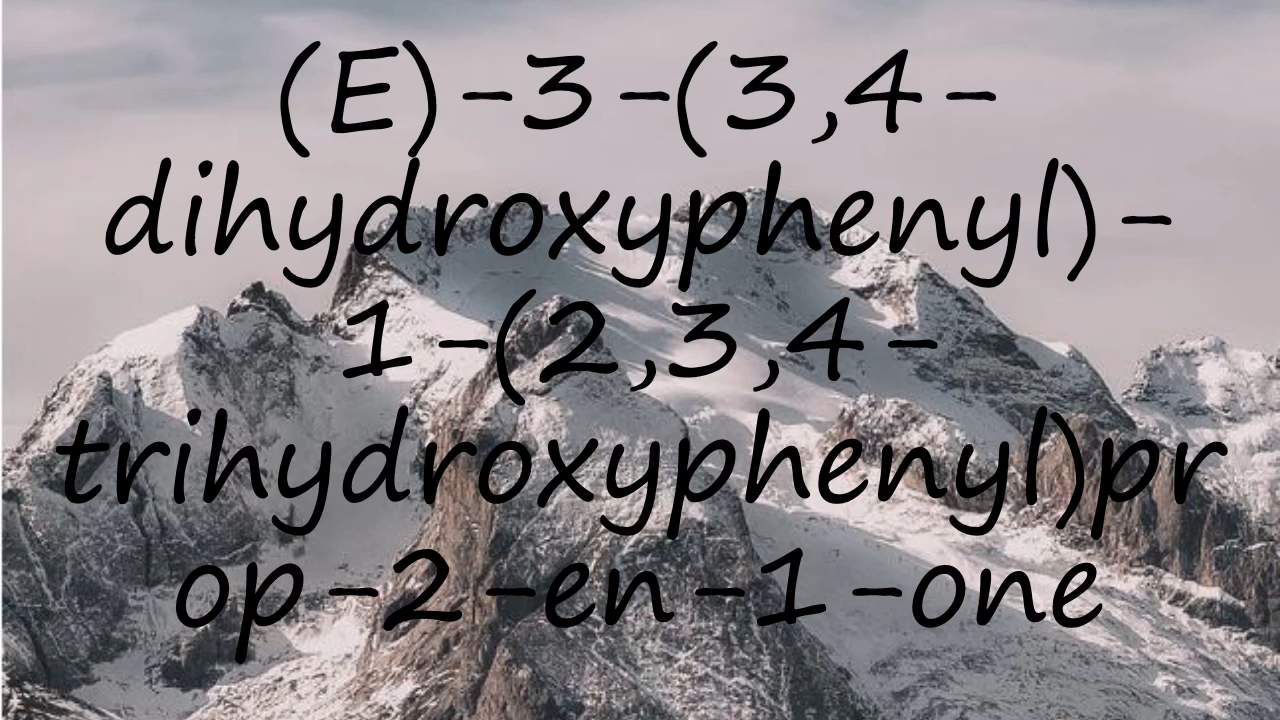 (E)-3-(3,4-
dihydroxyphenyl)-
1-(2,3,4-
trihydroxyphenyl)pr
op-2-en-1-one